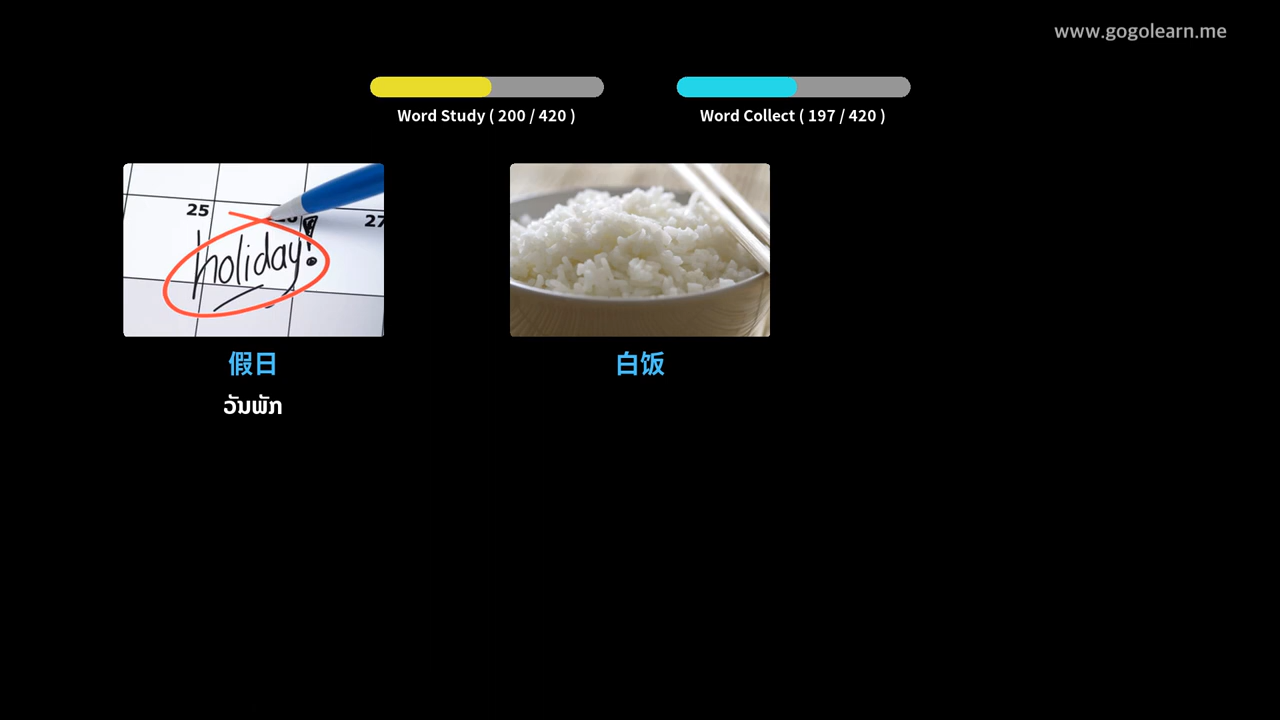 www.gogolearn.me
Word Study ( 200 / 420 )
Word Collect ( 197 / 420 )
25
27
holiday!
假日
白饭
ວັນພັກ